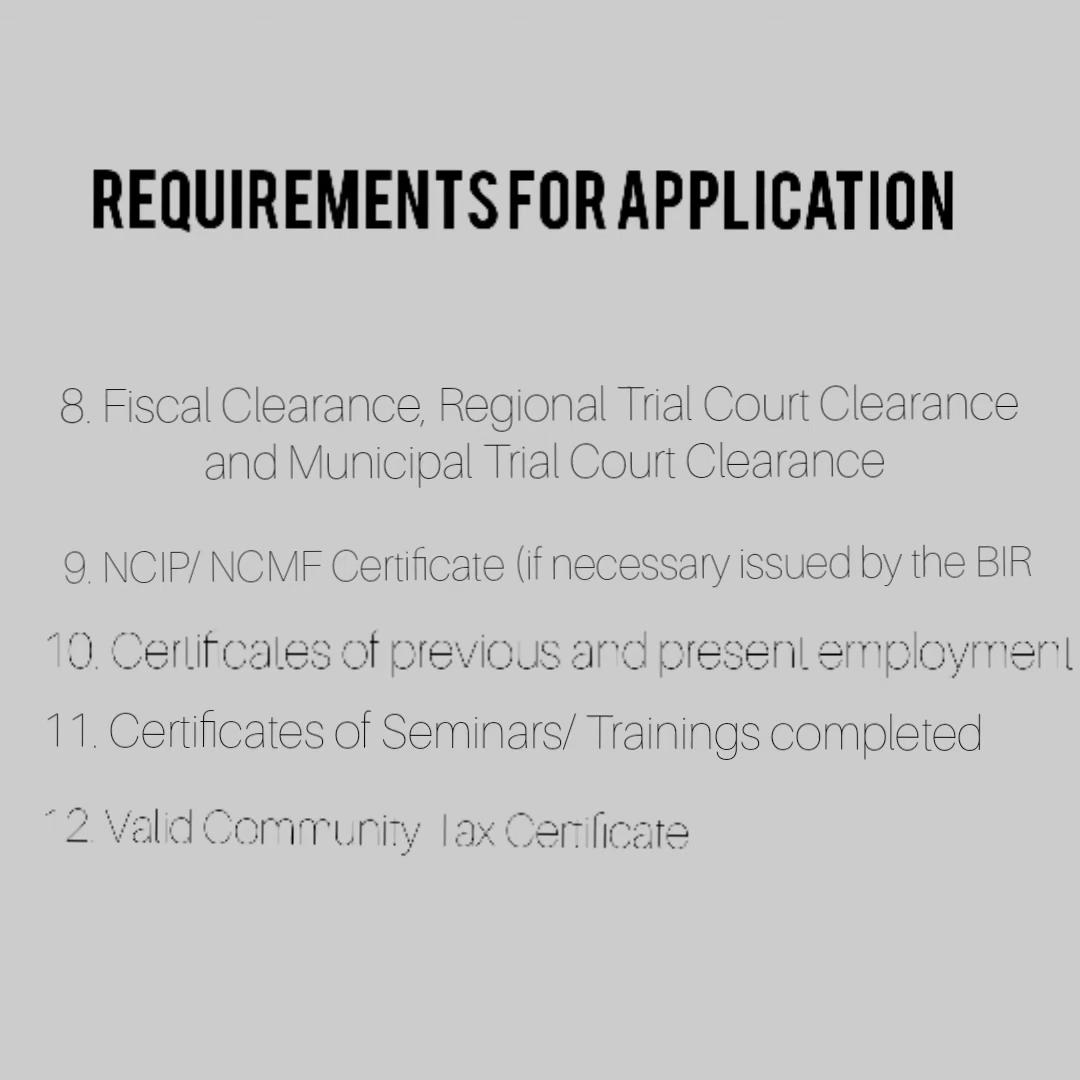 REQUIREMENTS FOR APPLICATION
8. Fiscal Clearance, Regional Trial Court Clearance
and Municipal Trial Court Clearance
9. NCIP/ NCMF Certificate (if necessary issued by the BIR
10. Certificates of previous and present employment
11. Certificates of Seminars/ Trainings completed
12. Valid Community Tax Certificate